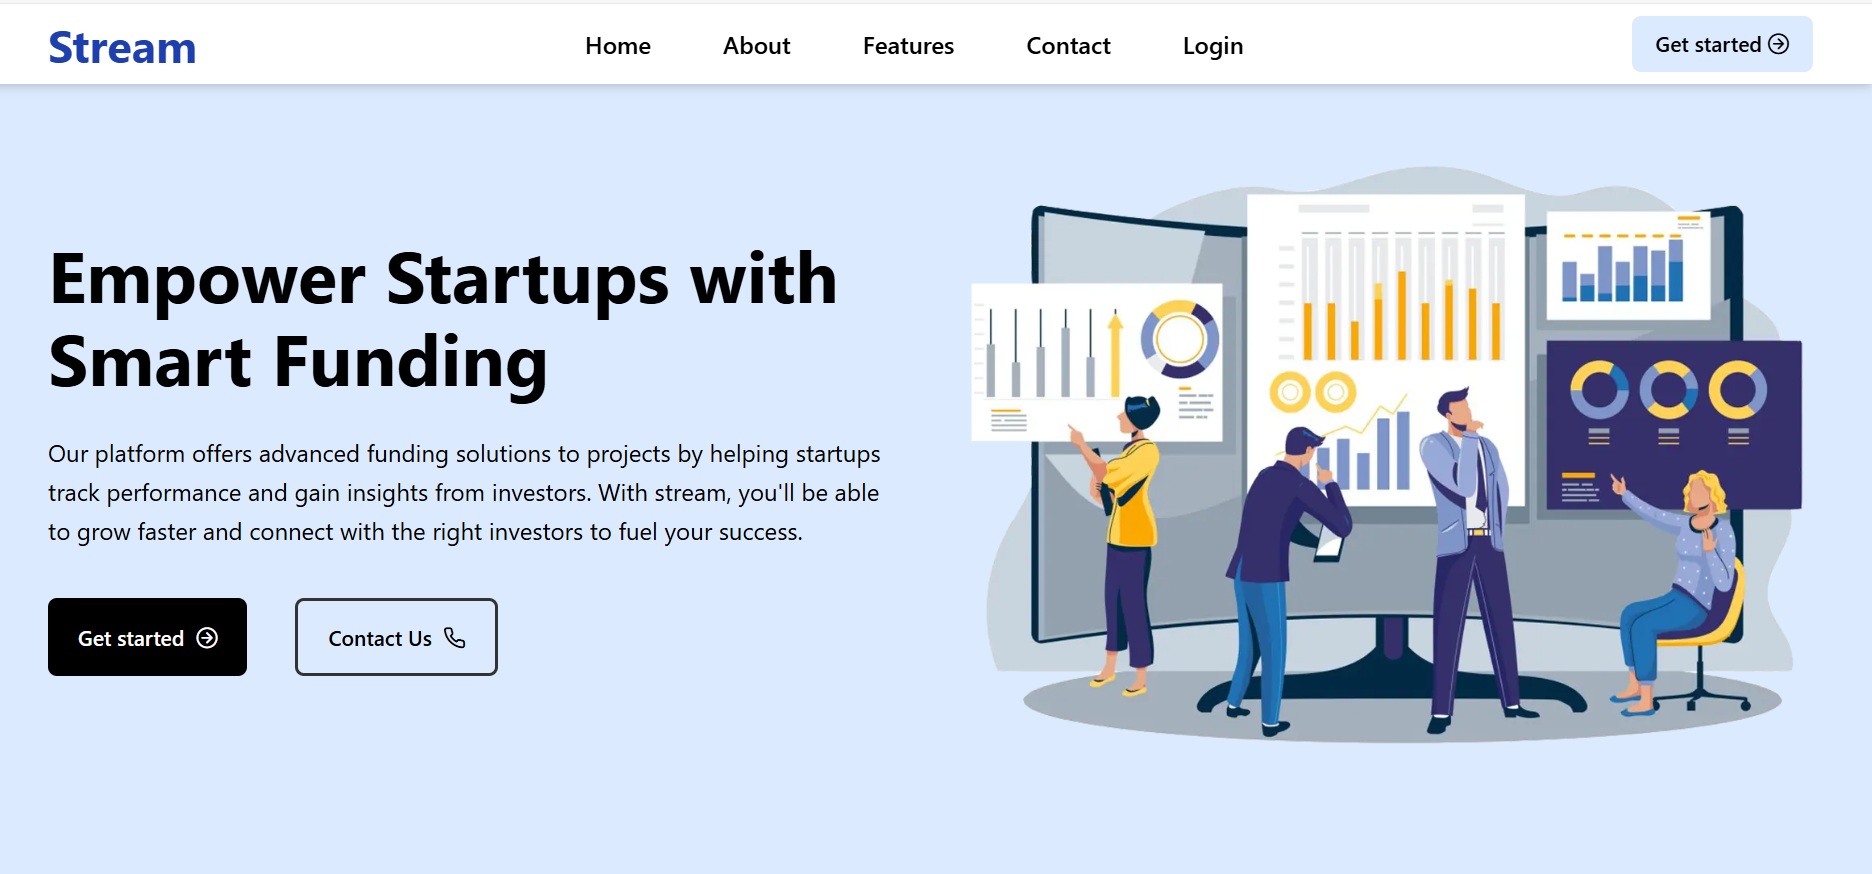 Stream
Home
About
Features
Contact
Login
Get started
Empower Startups with
Smart Funding
Our platform offers advanced funding solutions to projects by helping startups
track performance and gain insights from investors. With stream, you'll be able
to grow faster and connect with the right investors to fuel your success.
Get started
Contact Us